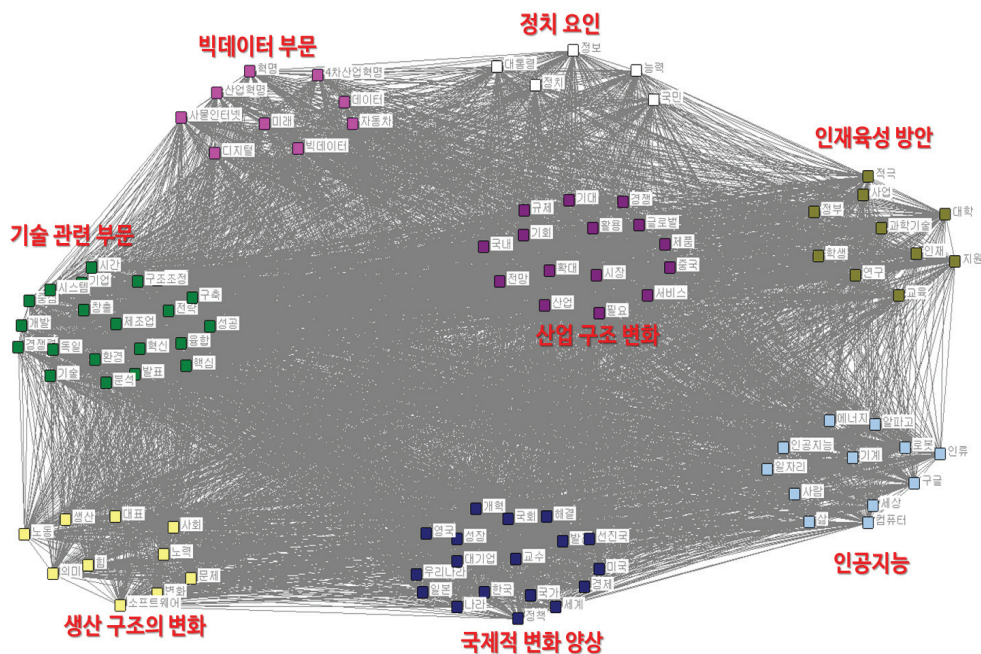 정치 요인
빅데이터 부문
정보
대통령
능력
정치
국민
혁명
4차산업혁명
산업혁명
데이터
사물인터넷
미래
자동차
디지털
빅데이터
인재육성 방안
적극
사업
정부
대학
과학기술
학생
인재
지원
연구
교육
기대
경쟁
규제
활용
글로벌
기회
국내
제품
확대
시장
중국
전망
서비스
산업
필요
산업 구조 변화
기술 관련 부문
시간
기업
시스템
구조조정
구축
창출
전략
개발
제조업
성공
경쟁력
독일
혁신
융합
환경
핵심
기술
발표
분석
에너지
알파고
인공지능
로봇
인류
기계
일자리
구글
사람
세상
삶
컴퓨터
인공지능
생산
대표
사회
노동
힘
노력
의미
문제
변화
소프트웨어
생산 구조의 변화
개혁
국회
해결
영국
성장
선진국
대기업
교수
우리나라
미국
일본
한국
국가
경제
나라
세계
정책
국제적 변화 양상